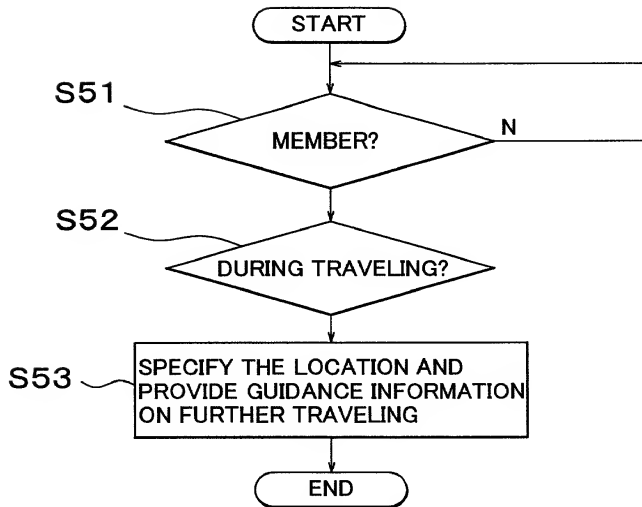 START
S51
MEMBER?
N
S52
DURING TRAVELING?
S53
SPECIFY THE LOCATION AND
PROVIDE GUIDANCE INFORMATION
ON FURTHER TRAVELING
END